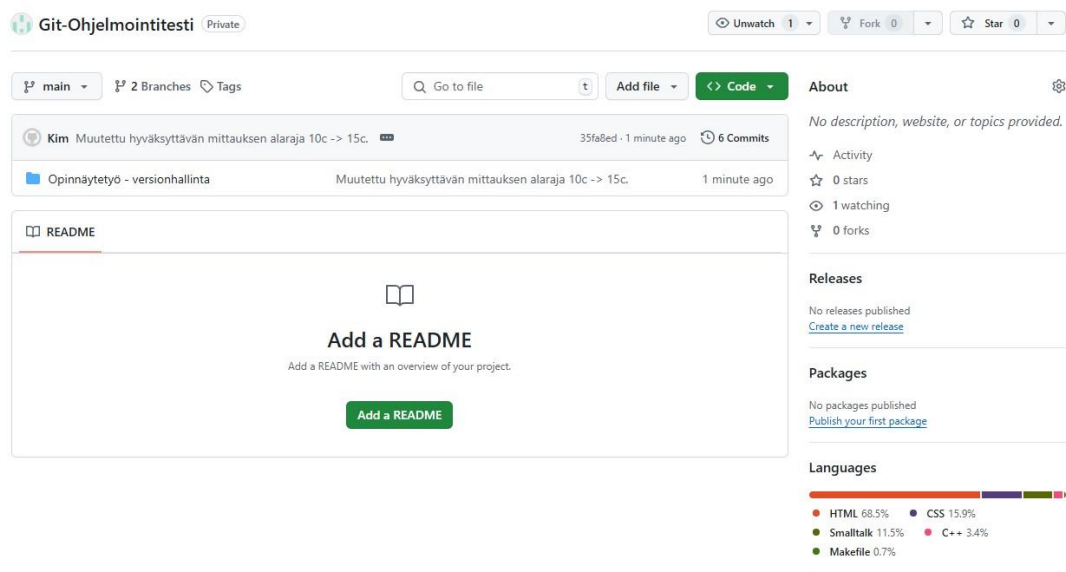 Git-Ohjelmointitesti Private
Unwatch 1
Fork 0
Star 0
main
2 Branches
Tags
Go to file
t
Add file
Code
Kim Muutettu hyväksyttävän mittauksen alaraja 10c -> 15c.
35fa8ed · 1 minute ago
6 Commits
Opinnäytetyö - versionhallinta
Muutettu hyväksyttävän mittauksen alaraja 10c -> 15c.
1 minute ago
README
Add a README
Add a README with an overview of your project.
Add a README
About
No description, website, or topics provided.
Activity
0 stars
1 watching
0 forks
Releases
No releases published
Create a new release
Packages
No packages published
Publish your first package
Languages
HTML 68.5%
CSS 15.9%
Smalltalk 11.5%
C++ 3.4%
Makefile 0.7%